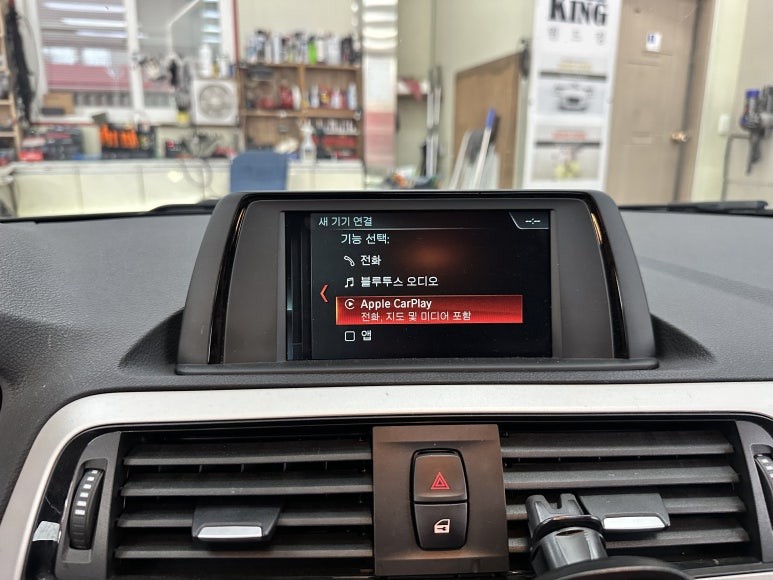 KING
새 기기 연결
--:--
기능 선택:
전화
블루투스 오디오
Apple CarPlay
전화, 지도 및 미디어 포함
앱